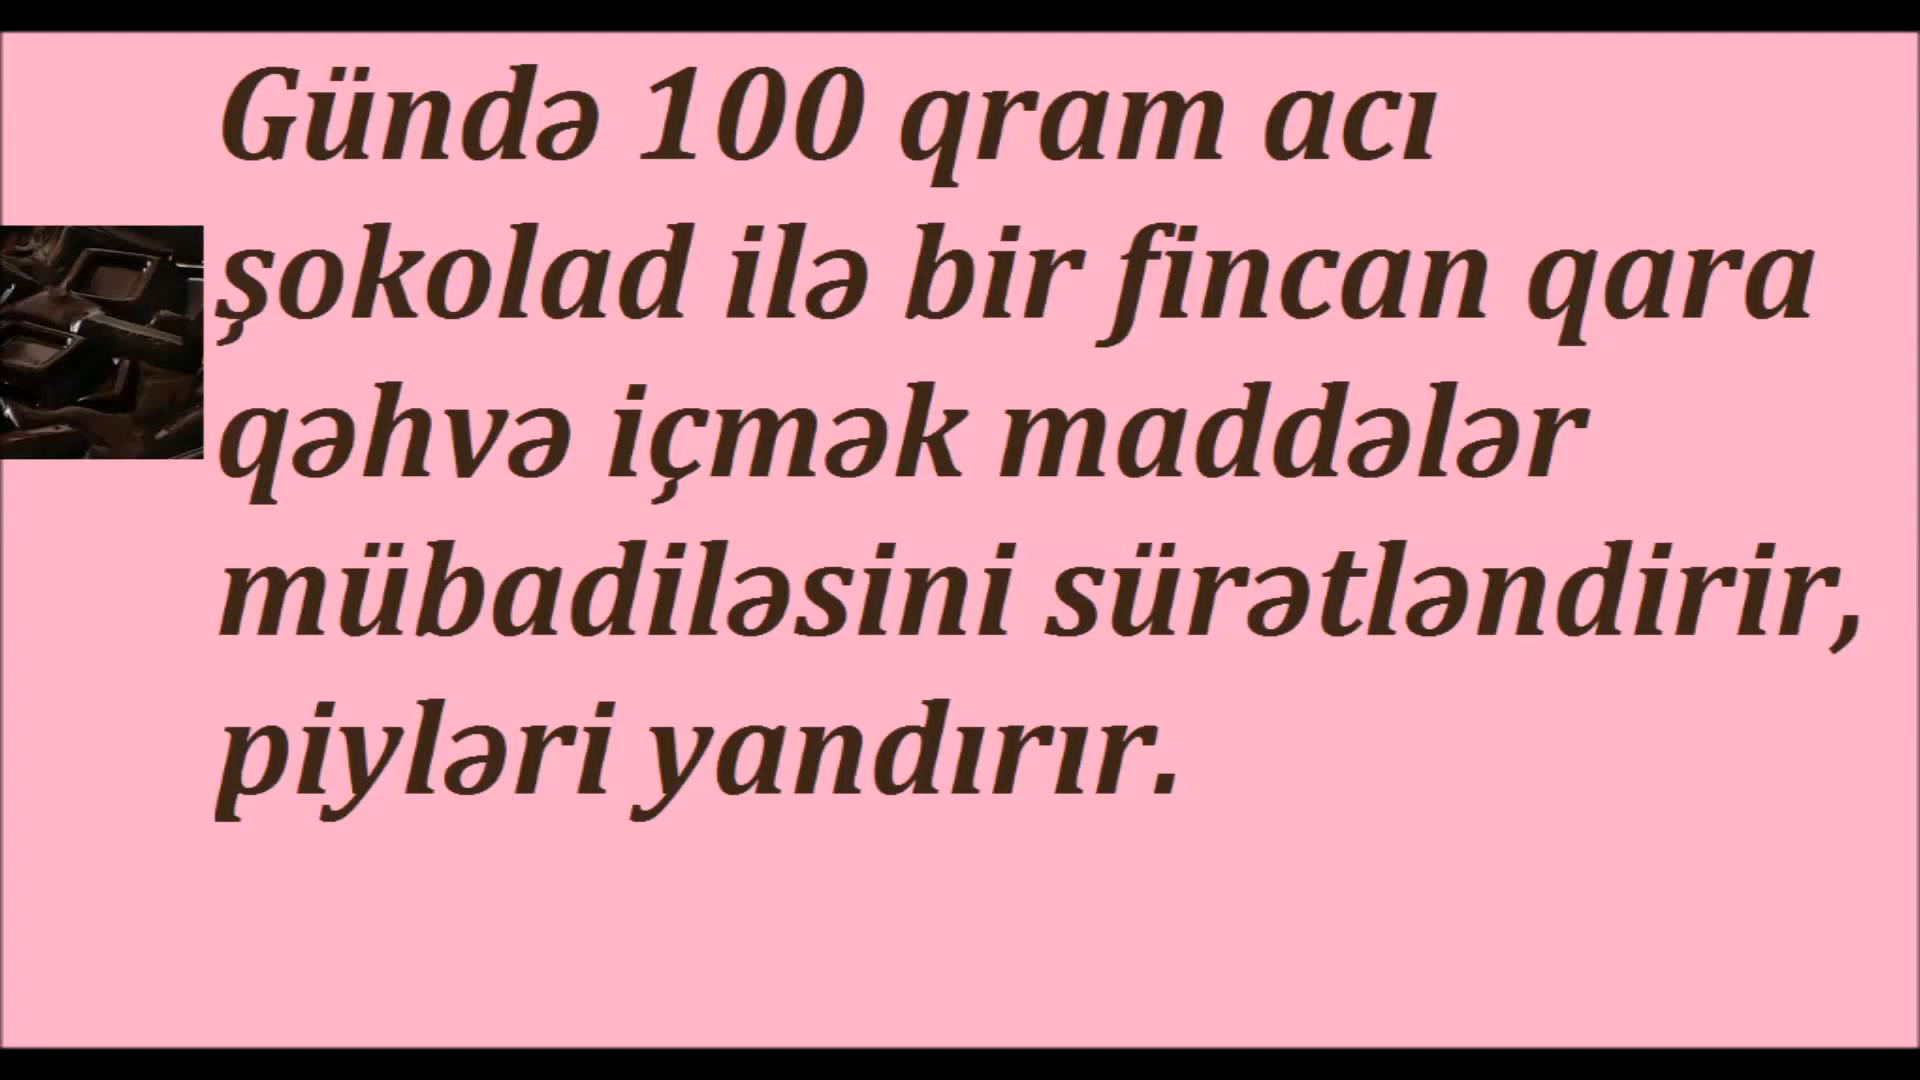 Gündə 100 qram acı
şokolad ilə bir fincan qara
qəhvə içmək maddələr
mübadiləsini sürətləndirir,
piyləri yandırır.